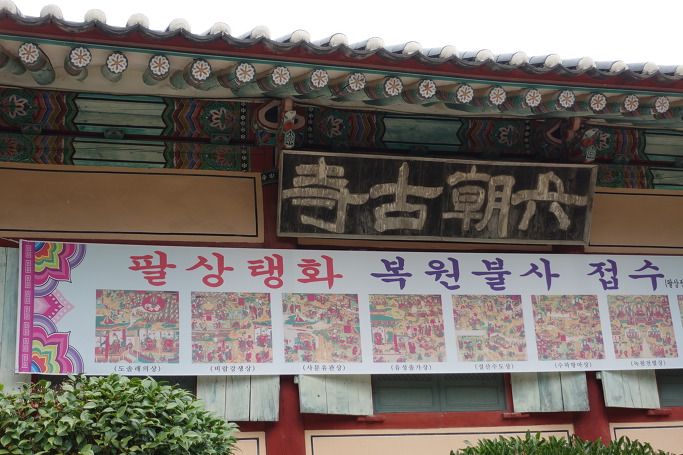 六朝古寺
팔상탱화 복원불사 접수
(도솔래의상) (비람강생상) (사문유관상) (유성출가상) (설산수도상) (수하항마상) (녹원전법상)